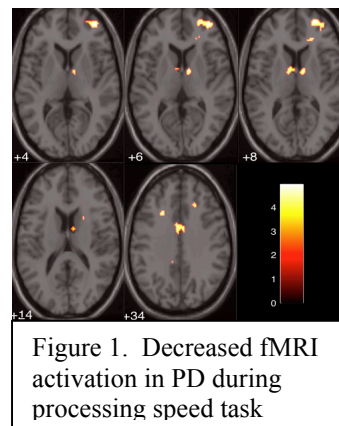 +4 +6 +8
+14 +34
4
3
2
1
0
Figure 1. Decreased fMRI
activation in PD during
processing speed task